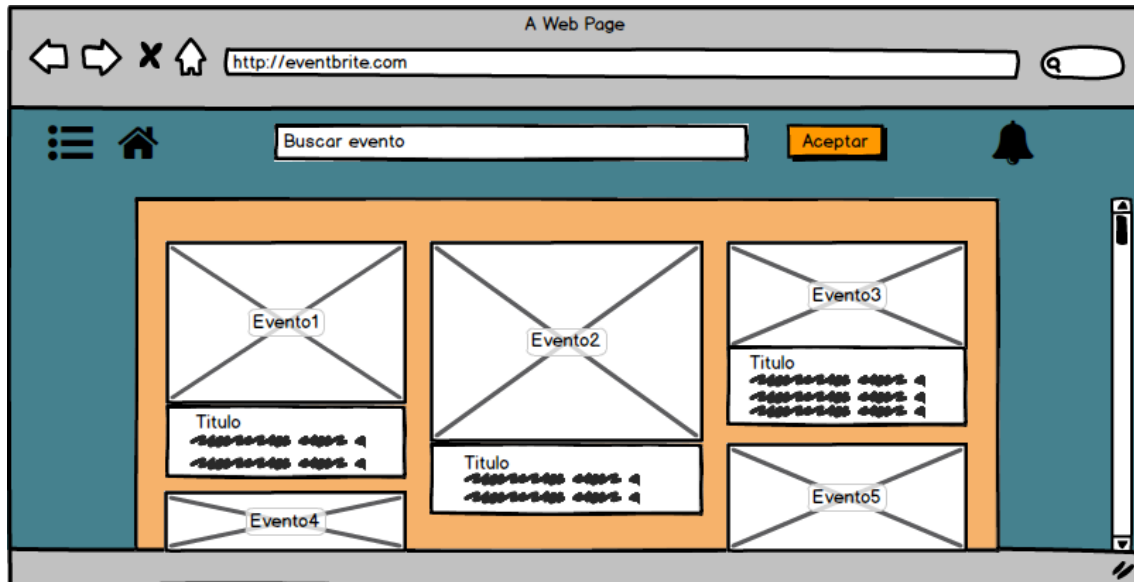 A Web Page
http://eventbrite.com
Buscar evento
Aceptar
Evento1
Evento2
Evento3
Titulo
Titulo
Titulo
Evento4
Evento5